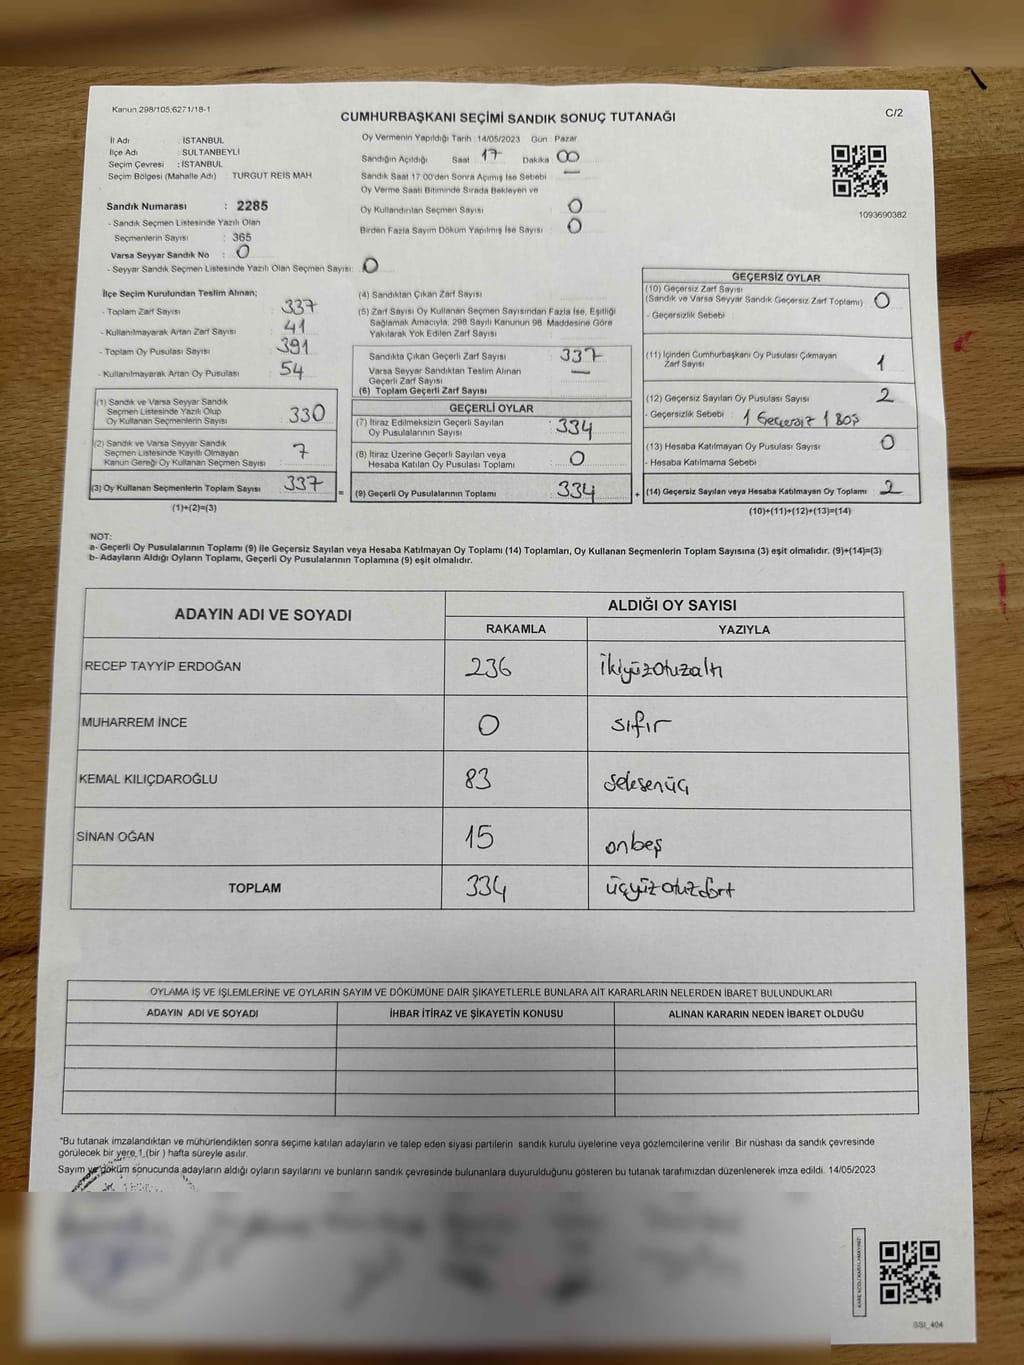 Kanun 298/105,6271/18-1
C/2
CUMHURBAŞKANI SEÇİMİ SANDIK SONUÇ TUTANAĞI
İl Adı : İSTANBUL
İlçe Adı : SULTANBEYLİ
Seçim Çevresi : İSTANBUL
Seçim Bölgesi (Mahalle Adı) TURGUT REİS MAH
Sandık Numarası : 2285
- Sandık Seçmen Listesinde Yazılı Olan
Seçmenlerin Sayısı : 365
Varsa Seyyar Sandık No : 0
- Seyyar Sandık Seçmen Listesinde Yazılı Olan Seçmen Sayısı: 0
Oy Vermenin Yapıldığı Tarih 14/05/2023 Gün Pazar
Sandığın Açıldığı Saat 17 Dakika 00
Sandık Saat 17:00'den Sonra Açımış İse Sebebi —
Oy Verme Saati Bitiminde Sırada Bekleyen ve
Oy Kullandırılan Seçmen Sayısı 0
Birden Fazla Sayım Döküm Yapılmış İse Sayısı 0
1093690382
İlçe Seçim Kurulundan Teslim Alınan;
- Toplam Zarf Sayısı : 337
- Kullanılmayarak Artan Zarf Sayısı : 41
- Toplam Oy Pusulası Sayısı : 391
- Kullanılmayarak Artan Oy Pusulası : 54
(1) Sandık ve Varsa Seyyar Sandık
Seçmen Listesinde Yazılı Olup
Oy Kullanan Seçmenlerin Sayısı : 330
(2) Sandık ve Varsa Seyyar Sandık
Seçmen Listesinde Kayıtlı Olmayan
Kanun Gereği Oy Kullanan Seçmen Sayısı : 7
(3) Oy Kullanan Seçmenlerin Toplam Sayısı 337
(1)+(2)=(3)
(4) Sandıktan Çıkan Zarf Sayısı
(5) Zarf Sayısı Oy Kullanan Seçmen Sayısından Fazla İse, Eşitliği
Sağlamak Amacıyla, 298 Sayılı Kanunun 98. Maddesine Göre
Yakılarak Yok Edilen Zarf Sayısı
Sandıkta Çıkan Geçerli Zarf Sayısı 337
Varsa Seyyar Sandıktan Teslim Alınan
Geçerli Zarf Sayısı —
(6) Toplam Geçerli Zarf Sayısı
GEÇERLİ OYLAR
(7) İtiraz Edilmeksizin Geçerli Sayılan
Oy Pusulalarının Sayısı : 334
(8) İtiraz Üzerine Geçerli Sayılan veya
Hesaba Katılan Oy Pusulası Toplamı : 0
= (9) Geçerli Oy Pusulalarının Toplamı : 334
GEÇERSİZ OYLAR
(10) Geçersiz Zarf Sayısı
(Sandık ve Varsa Seyyar Sandık Geçersiz Zarf Toplamı) 0
- Geçersizlik Sebebi :
(11) İçinden Cumhurbaşkanı Oy Pusulası Çıkmayan
Zarf Sayısı 1
(12) Geçersiz Sayılan Oy Pusulası Sayısı 2
- Geçersizlik Sebebi : 1 Geçersiz 1 Boş
(13) Hesaba Katılmayan Oy Pusulası Sayısı 0
- Hesaba Katılmama Sebebi
+ (14) Geçersiz Sayılan veya Hesaba Katılmayan Oy Toplamı 2
(10)+(11)+(12)+(13)=(14)
NOT:
a- Geçerli Oy Pusulalarının Toplamı (9) ile Geçersiz Sayılan veya Hesaba Katılmayan Oy Toplamı (14) Toplamları, Oy Kullanan Seçmenlerin Toplam Sayısına (3) eşit olmalıdır. (9)+(14)=(3)
b- Adayların Aldığı Oyların Toplamı, Geçerli Oy Pusulalarının Toplamına (9) eşit olmalıdır.
ADAYIN ADI VE SOYADI
ALDIĞI OY SAYISI
RAKAMLA YAZIYLA
RECEP TAYYİP ERDOĞAN 236 ikiyüzotuzaltı
MUHARREM İNCE 0 sıfır
KEMAL KILIÇDAROĞLU 83 seksenüç
SİNAN OĞAN 15 onbeş
TOPLAM 334 üçyüzotuzdört
OYLAMA İŞ VE İŞLEMLERİNE VE OYLARIN SAYIM VE DÖKÜMÜNE DAİR ŞİKAYETLERLE BUNLARA AİT KARARLARIN NELERDEN İBARET BULUNDUKLARI
ADAYIN ADI VE SOYADI İHBAR İTİRAZ VE ŞİKAYETİN KONUSU ALINAN KARARIN NEDEN İBARET OLDUĞU
*Bu tutanak imzalandıktan ve mühürlendikten sonra seçime katılan adayların ve talep eden siyasi partilerin sandık kurulu üyelerine veya gözlemcilerine verilir. Bir nüshası da sandık çevresinde
görülecek bir yere 1 (bir) hafta süreyle asılır.
Sayım ve döküm sonucunda adayların aldığı oyların sayılarını ve bunların sandık çevresinde bulunanlara duyurulduğunu gösteren bu tutanak tarafımızdan düzenlenerek imza edildi. 14/05/2023
SSI_404